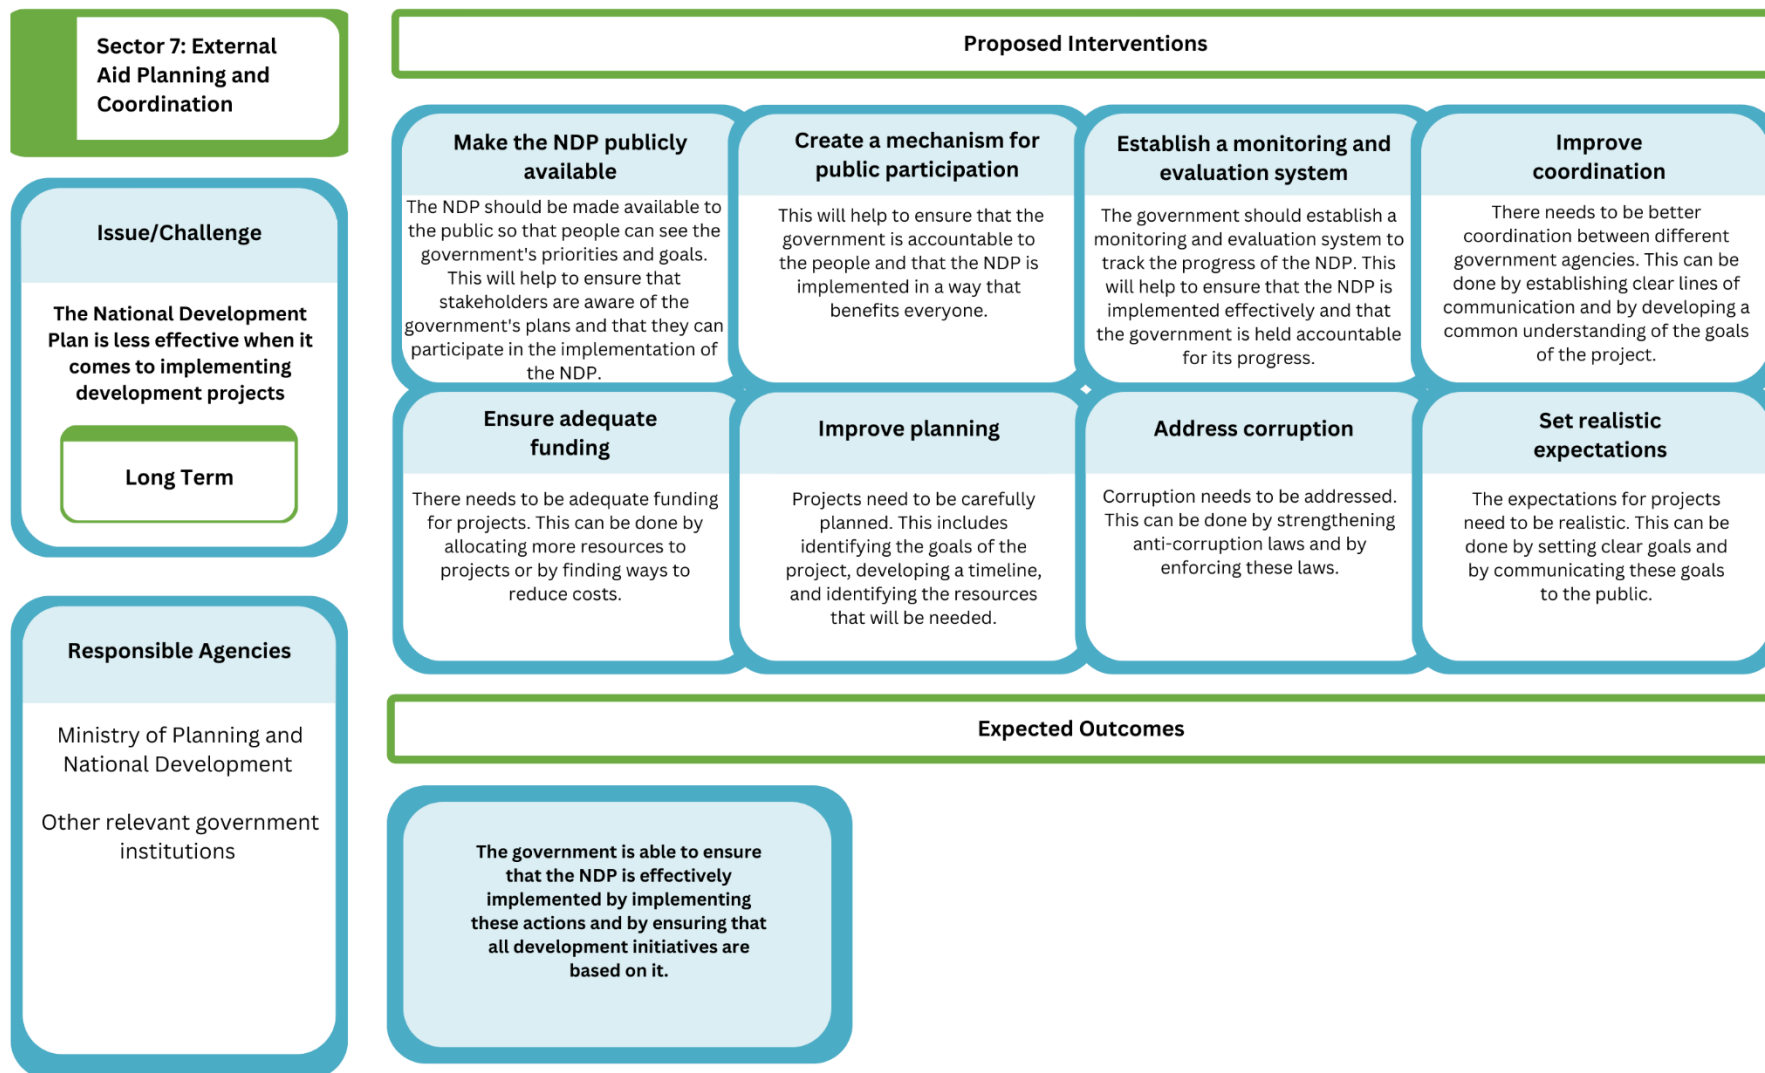 Sector 7: External
Aid Planning and
Coordination
Issue/Challenge
The National Development
Plan is less effective when it
comes to implementing
development projects
Long Term
Responsible Agencies
Ministry of Planning and
National Development
Other relevant government
institutions
Proposed Interventions
Make the NDP publicly
available
The NDP should be made available to
the public so that people can see the
government's priorities and goals.
This will help to ensure that
stakeholders are aware of the
government's plans and that they can
participate in the implementation of
the NDP.
Create a mechanism for
public participation
This will help to ensure that the
government is accountable to
the people and that the NDP is
implemented in a way that
benefits everyone.
Establish a monitoring and
evaluation system
The government should establish a
monitoring and evaluation system to
track the progress of the NDP. This
will help to ensure that the NDP is
implemented effectively and that
the government is held accountable
for its progress.
Improve
coordination
There needs to be better
coordination between different
government agencies. This can be
done by establishing clear lines of
communication and by developing a
common understanding of the goals
of the project.
Ensure adequate
funding
There needs to be adequate funding
for projects. This can be done by
allocating more resources to
projects or by finding ways to
reduce costs.
Improve planning
Projects need to be carefully
planned. This includes
identifying the goals of the
project, developing a timeline,
and identifying the resources
that will be needed.
Address corruption
Corruption needs to be addressed.
This can be done by strengthening
anti-corruption laws and by
enforcing these laws.
Set realistic
expectations
The expectations for projects
need to be realistic. This can be
done by setting clear goals and
by communicating these goals
to the public.
Expected Outcomes
The government is able to ensure
that the NDP is effectively
implemented by implementing
these actions and by ensuring that
all development initiatives are
based on it.